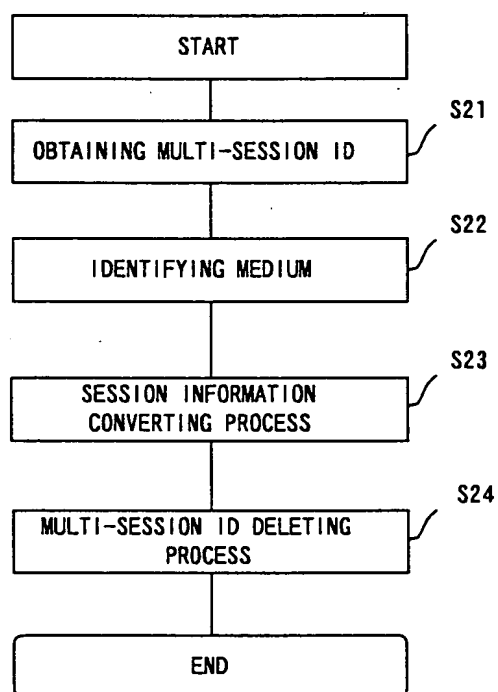 START
S21
OBTAINING MULTI-SESSION ID
S22
IDENTIFYING MEDIUM
S23
SESSION INFORMATION
CONVERTING PROCESS
S24
MULTI-SESSION ID DELETING
PROCESS
END